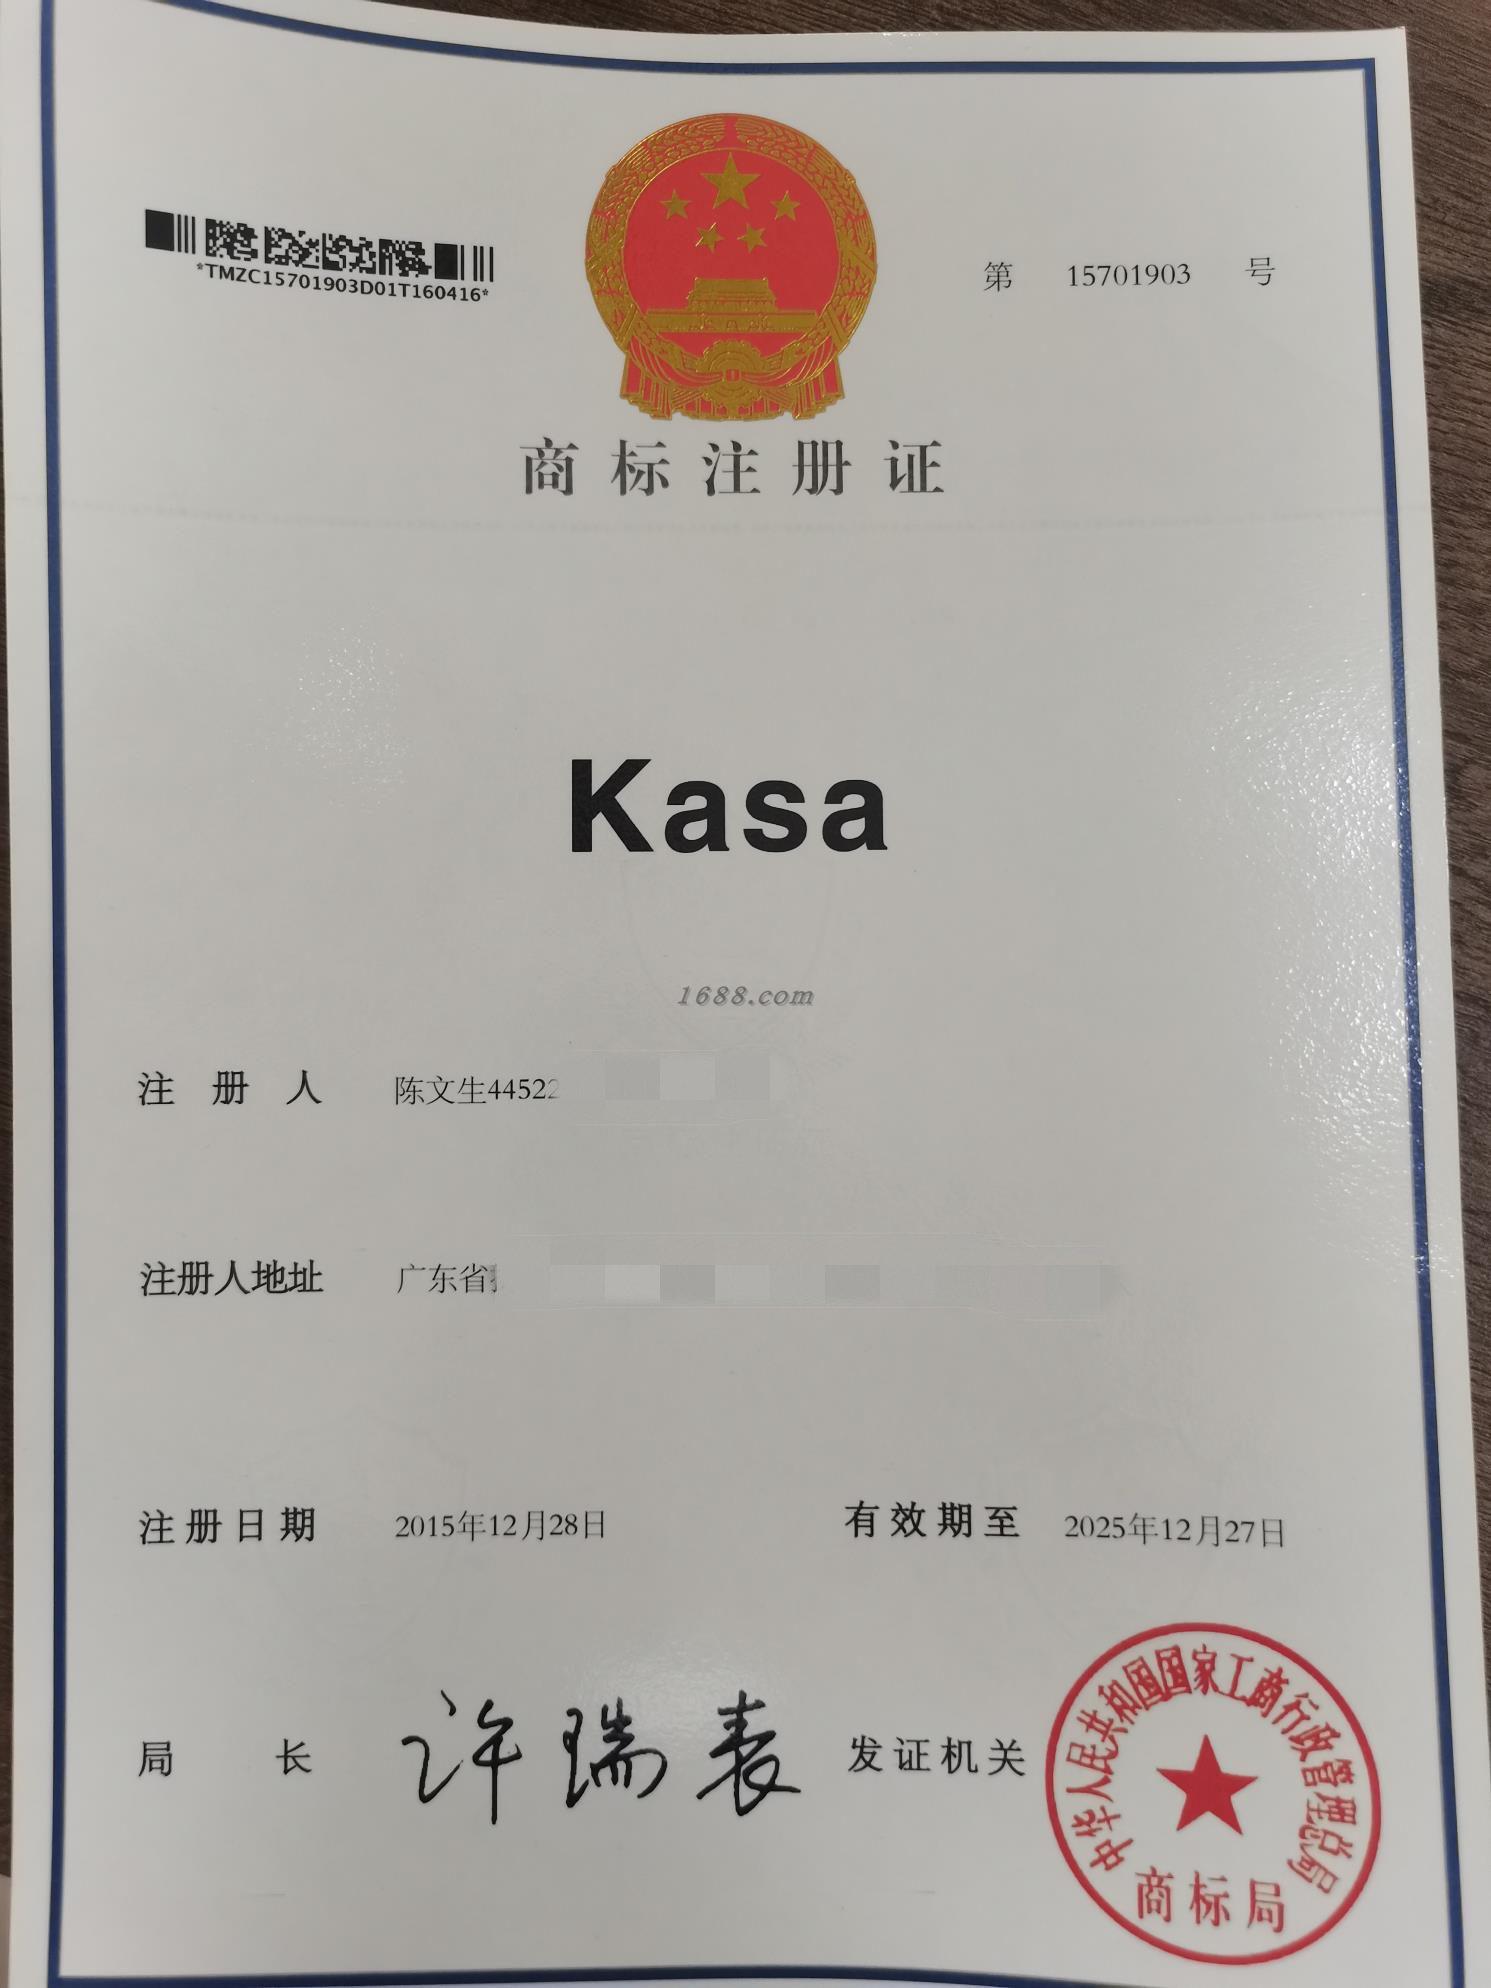 *TMZC15701903D01T160416*
第 15701903 号
商标注册证
Kasa
1688.com
注册人 陈文生44522
注册人地址 广东省
注册日期 2015年12月28日 有效期至 2025年12月27日
局长 许瑞表 发证机关
中华人民共和国国家工商行政管理总局
商标局